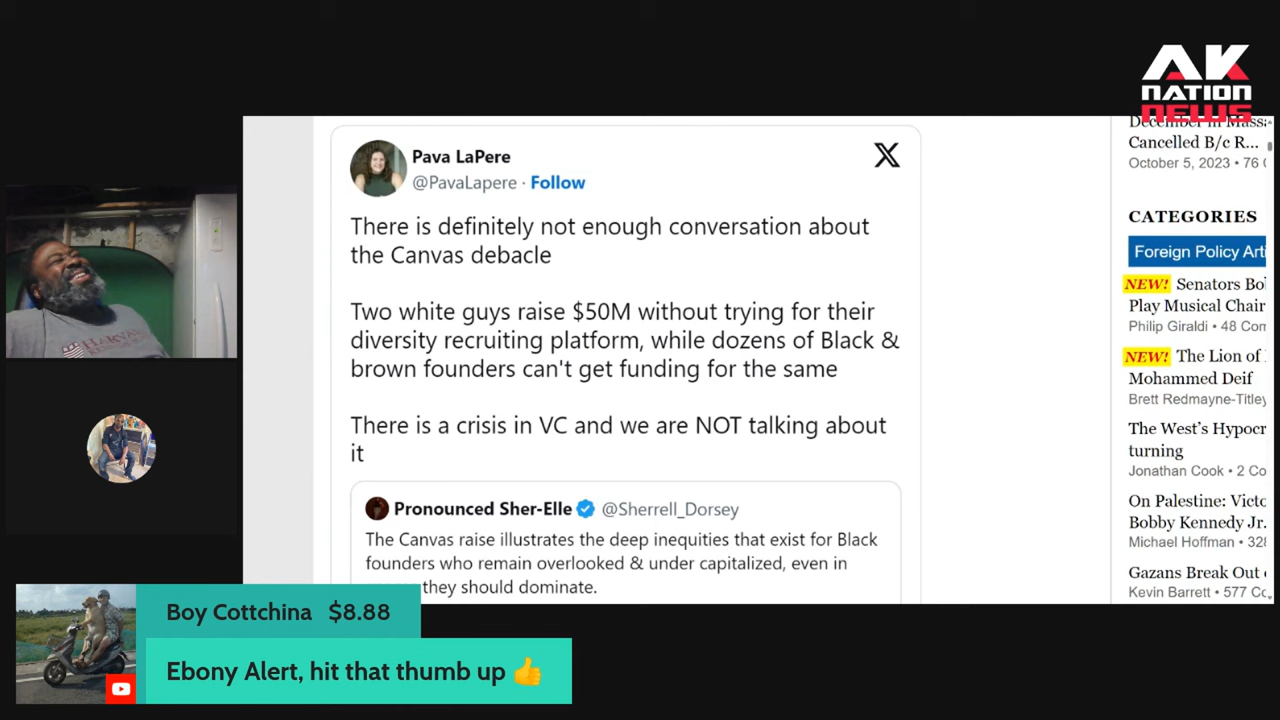 AK
NATION
NEWS
Pava LaPere
@PavaLapere · Follow
There is definitely not enough conversation about
the Canvas debacle
Two white guys raise $50M without trying for their
diversity recruiting platform, while dozens of Black &
brown founders can't get funding for the same
There is a crisis in VC and we are NOT talking about
it
Pronounced Sher-Elle @Sherrell_Dorsey
The Canvas raise illustrates the deep inequities that exist for Black
founders who remain overlooked & under capitalized, even in
they should dominate.
December in Mass
Cancelled B/c R...
October 5, 2023 • 76 C
CATEGORIES
Foreign Policy Arti
NEW! Senators Bo
Play Musical Chair
Philip Giraldi • 48 Com
NEW! The Lion of
Mohammed Deif
Brett Redmayne-Titley
The West's Hypocr
turning
Jonathan Cook • 2 Co
On Palestine: Victo
Bobby Kennedy Jr.
Michael Hoffman • 328
Gazans Break Out
Kevin Barrett • 577 Co
HARVARD
Boy Cottchina $8.88
Ebony Alert, hit that thumb up 👍